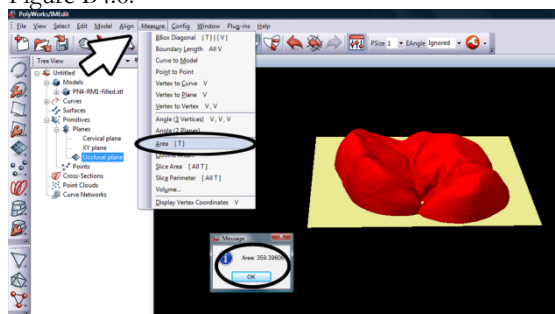 Figure D4.6.
PolyWorks/IMEdit
File View Select Edit Model Align Measure Config Window Plug-ins Help
PSize 1 EAngle Ignored
Tree View
Untitled
Models
PN4-RM1-filled.stl
Curves
Surfaces
Primitives
Planes
Cervical plane
XY plane
Occlusal plane
Points
Cross-Sections
Point Clouds
Curve Networks
BBox Diagonal {T}|{V}
Boundary Length All V
Curve to Model
Point to Point
Vertex to Curve V
Vertex to Plane V
Vertex to Vertex V, V
Angle (3 Vertices) V, V, V
Angle (2 Planes)
Area {T}
Slice Area [All T]
Slice Perimeter [All T]
Volume...
Display Vertex Coordinates V
Message
Area: 359.39606
OK